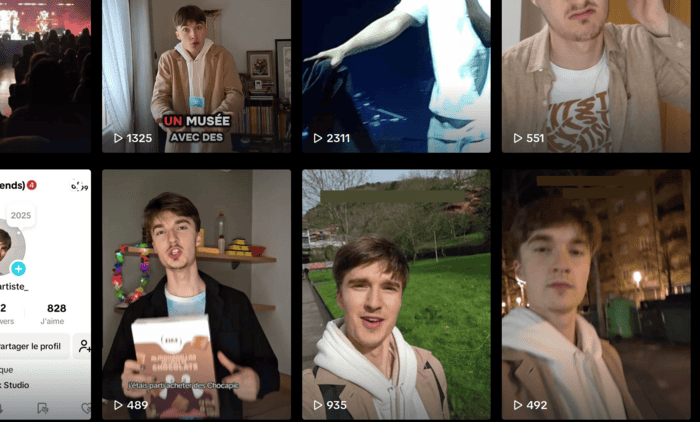 UN MUSÉE
AVEC DES
1325
2311
551
ends) 4
2025
artiste_
2
828
wers
J'aime
artager le profil
que
k Studio
j'étais parti acheter des Chocapic
489
935
492